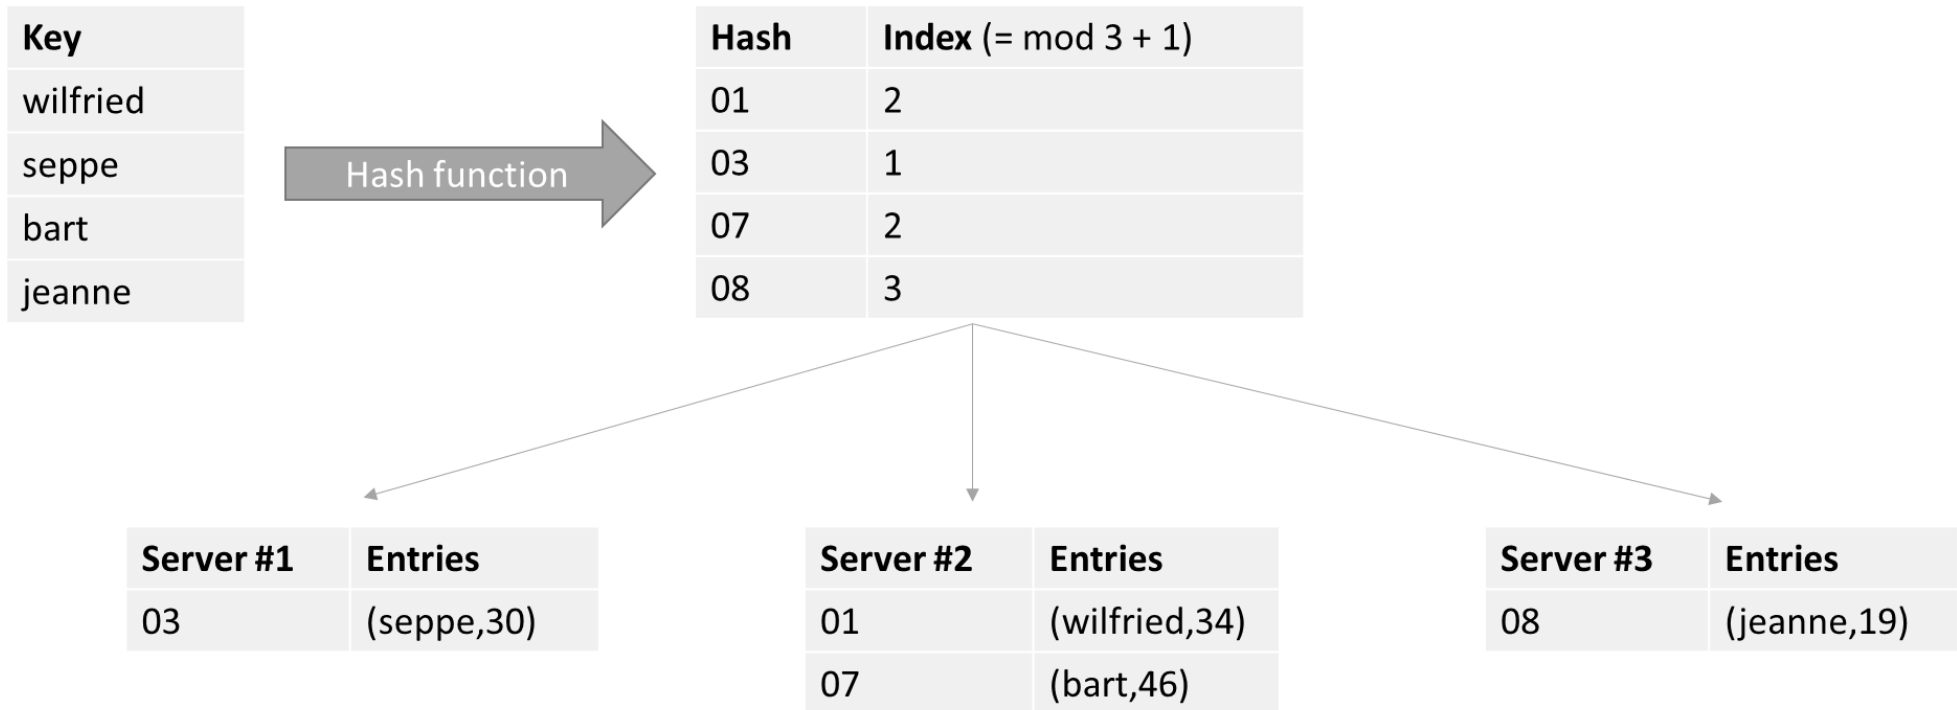 Key
wilfried
seppe
bart
jeanne
Hash function
Hash Index (= mod 3 + 1)
01 2
03 1
07 2
08 3
Server #1 Entries
03 (seppe,30)
Server #2 Entries
01 (wilfried,34)
07 (bart,46)
Server #3 Entries
08 (jeanne,19)